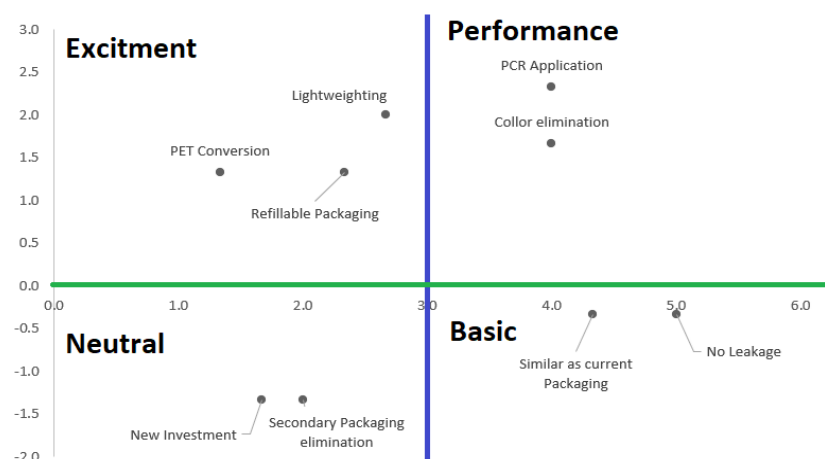 3.0
Excitment
Performance
2.5
PCR Application
Lightweighting
2.0
Collor elimination
PET Conversion
1.5
1.0
Refillable Packaging
0.5
0.0
0.0 1.0 2.0 3.0 4.0 5.0 6.0
-0.5
Neutral
Basic
No Leakage
-1.0
Similar as current
Packaging
-1.5
New Investment
Secondary Packaging
elimination
-2.0